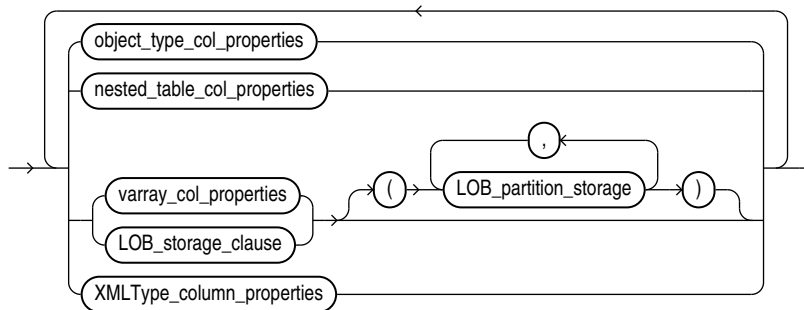 object_type_col_properties
nested_table_col_properties
,
varray_col_properties ( LOB_partition_storage )
LOB_storage_clause
XMLType_column_properties